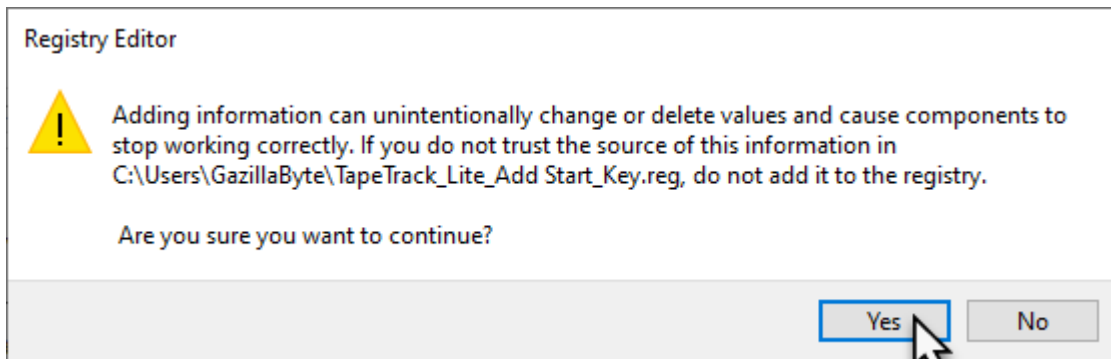 Registry Editor
Adding information can unintentionally change or delete values and cause components to
stop working correctly. If you do not trust the source of this information in
C:\Users\GazillaByte\TapeTrack_Lite_Add Start_Key.reg, do not add it to the registry.
Are you sure you want to continue?
Yes No